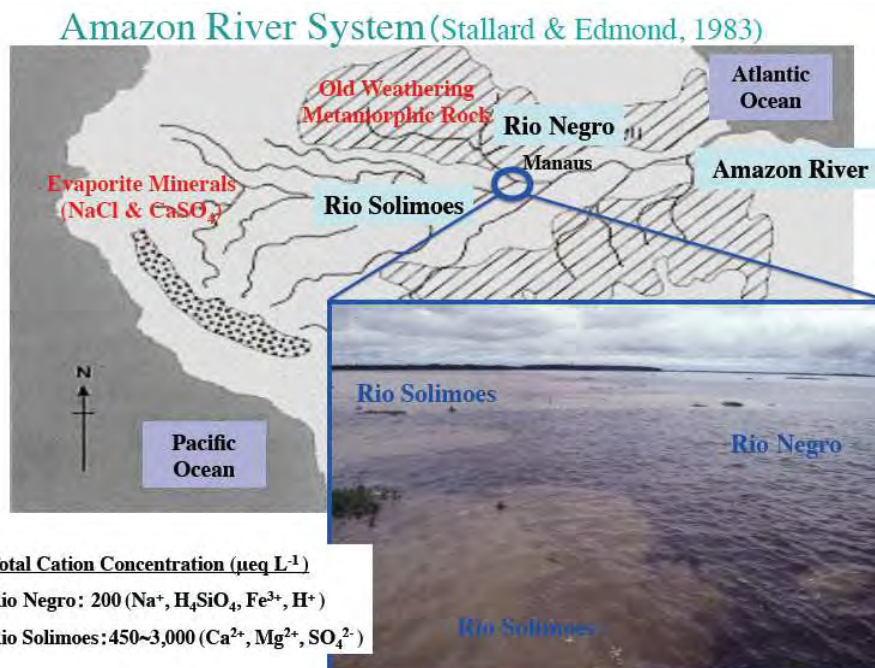 Amazon River System (Stallard & Edmond, 1983)
Old Weathering
Metamorphic Rock
Atlantic
Ocean
Rio Negro
Manaus
Amazon River
Evaporite Minerals
(NaCl & CaSO₄)
Rio Solimoes
N
Pacific
Ocean
Rio Solimoes
Rio Negro
Rio Solimoes
otal Cation Concentration (μeq L⁻¹)
io Negro: 200 (Na⁺, H₄SiO₄, Fe³⁺, H⁺)
io Solimoes: 450~3,000 (Ca²⁺, Mg²⁺, SO₄²⁻)